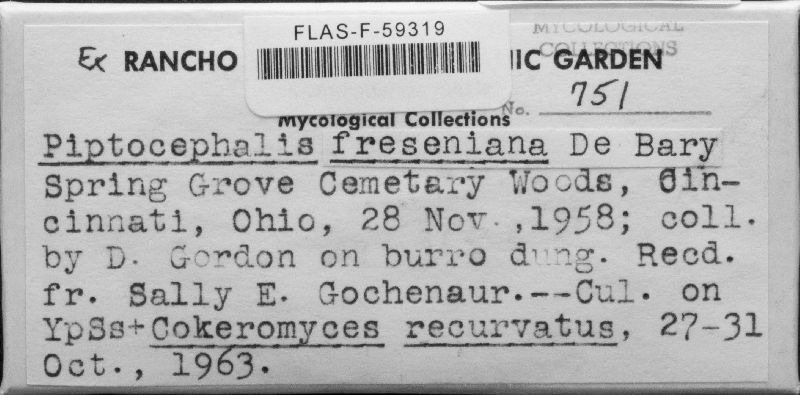 FLAS-F-59319
MYCOLOGICAL
COLLECTIONS
Ex RANCHO NIC GARDEN
No. 751
Mycological Collections
Piptocephalis freseniana De Bary
Spring Grove Cemetary Woods, Cin-
cinnati, Ohio, 28 Nov.,1958; coll.
by D. Gordon on burro dung. Recd.
fr. Sally E. Gochenaur.--Cul. on
YpSs+Cokeromyces recurvatus, 27-31
Oct., 1963.